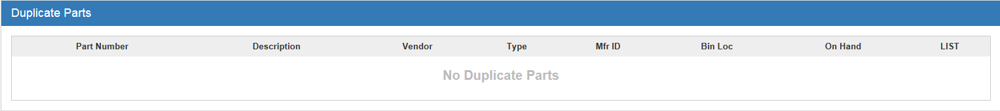 Duplicate Parts
Part Number Description Vendor Type Mfr ID Bin Loc On Hand LIST
No Duplicate Parts